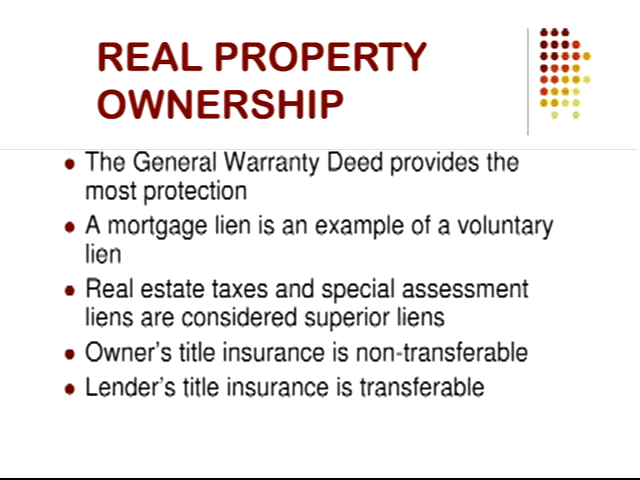 REAL PROPERTY
OWNERSHIP
• The General Warranty Deed provides the
most protection
• A mortgage lien is an example of a voluntary
lien
• Real estate taxes and special assessment
liens are considered superior liens
• Owner's title insurance is non-transferable
• Lender's title insurance is transferable